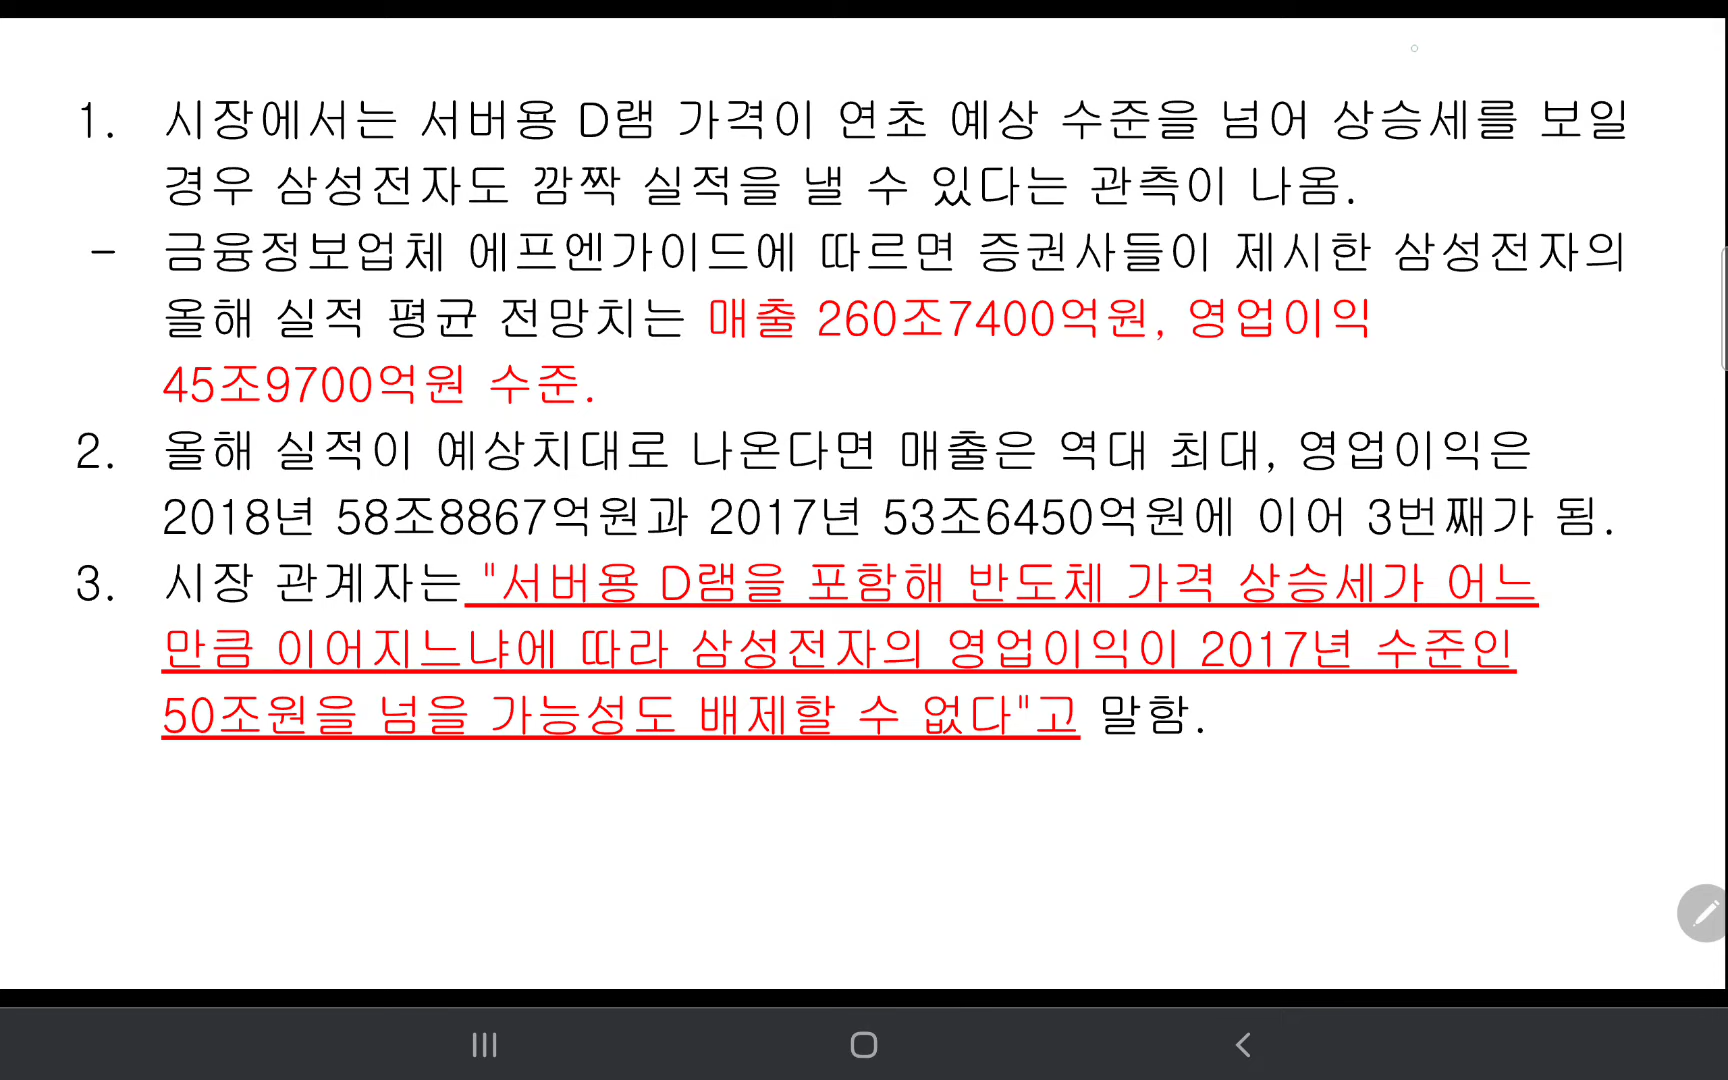 1. 시장에서는 서버용 D램 가격이 연초 예상 수준을 넘어 상승세를 보일
경우 삼성전자도 깜짝 실적을 낼 수 있다는 관측이 나옴.
- 금융정보업체 에프엔가이드에 따르면 증권사들이 제시한 삼성전자의
올해 실적 평균 전망치는 매출 260조7400억원, 영업이익
45조9700억원 수준.
2. 올해 실적이 예상치대로 나온다면 매출은 역대 최대, 영업이익은
2018년 58조8867억원과 2017년 53조6450억원에 이어 3번째가 됨.
3. 시장 관계자는 "서버용 D램을 포함해 반도체 가격 상승세가 어느
만큼 이어지느냐에 따라 삼성전자의 영업이익이 2017년 수준인
50조원을 넘을 가능성도 배제할 수 없다"고 말함.